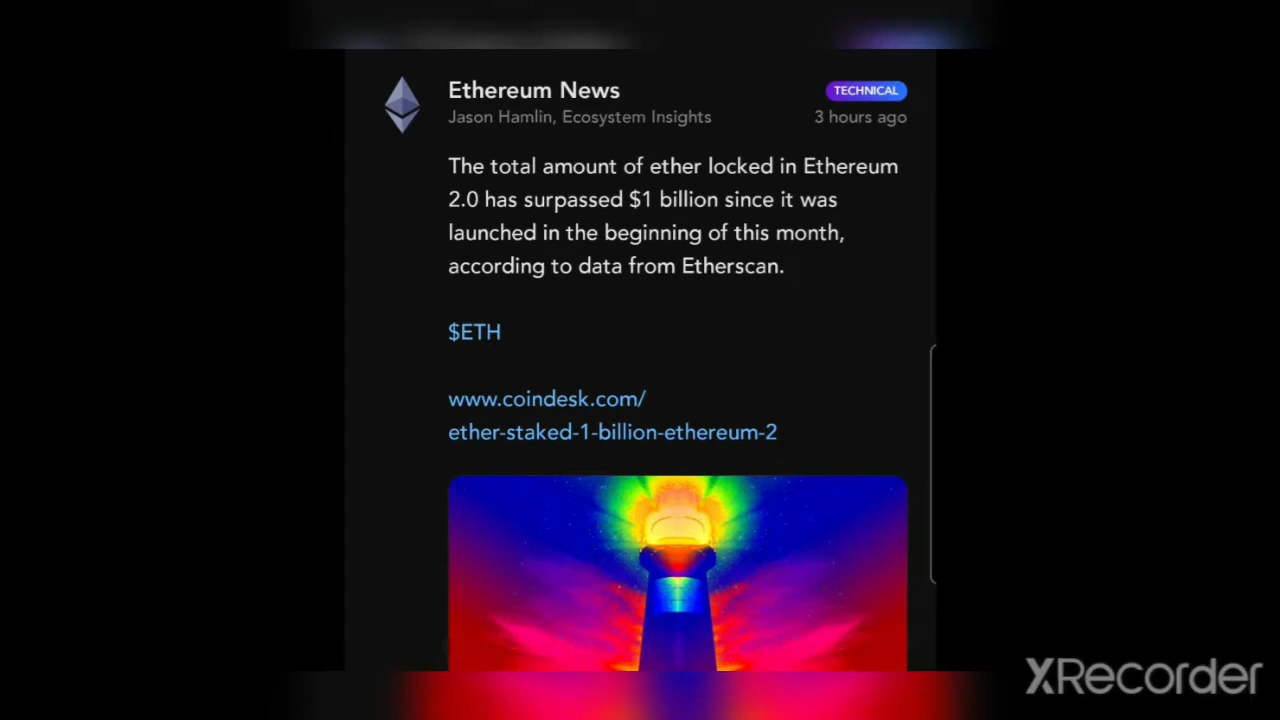 Ethereum News
TECHNICAL
Jason Hamlin, Ecosystem Insights
3 hours ago
The total amount of ether locked in Ethereum
2.0 has surpassed $1 billion since it was
launched in the beginning of this month,
according to data from Etherscan.
$ETH
www.coindesk.com/
ether-staked-1-billion-ethereum-2
XRecorder